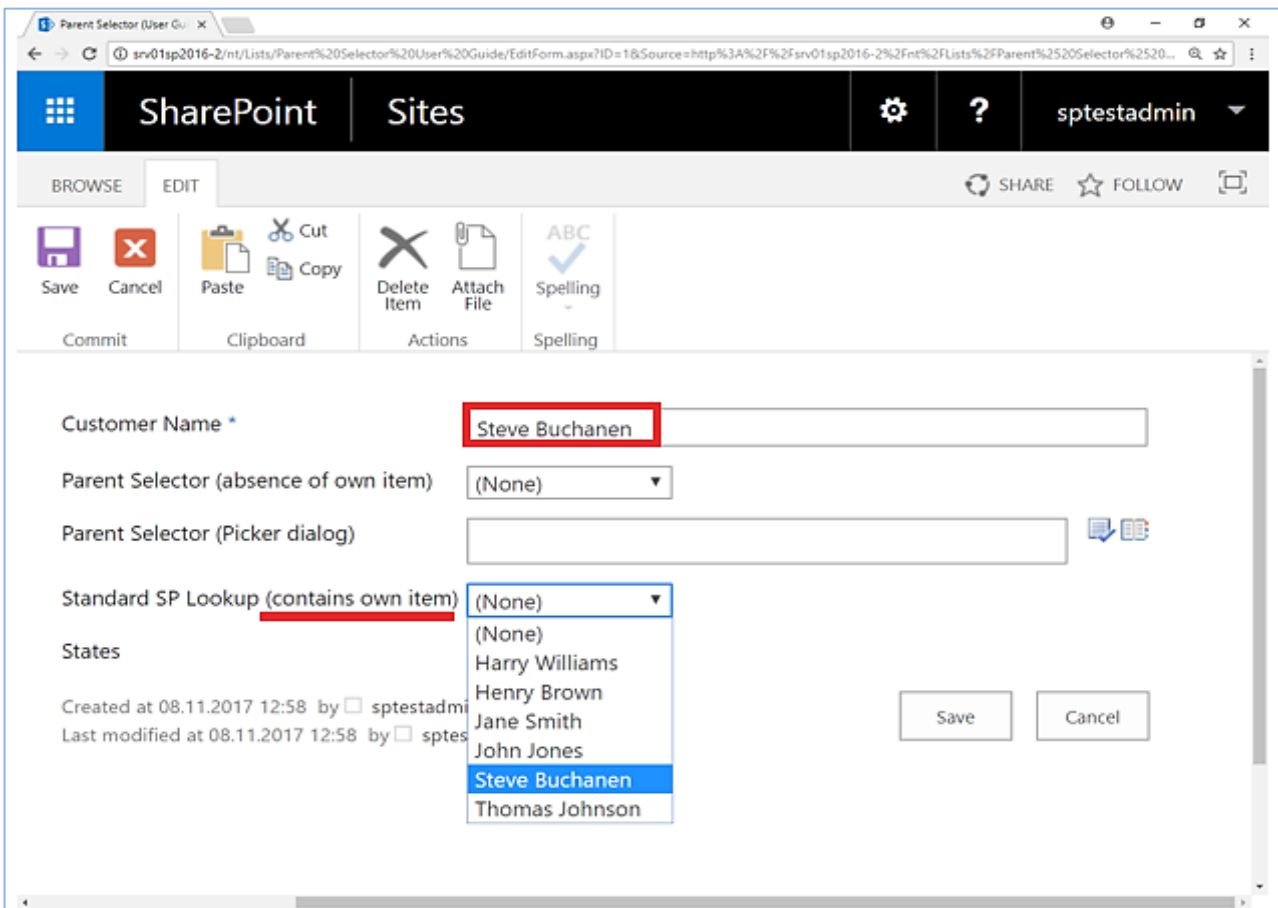 Parent Selector (User Gu
srv01sp2016-2/nt/Lists/Parent%20Selector%20User%20Guide/EditForm.aspx?ID=1&Source=http%3A%2F%2Fsrv01sp2016-2%2Fnt%2FLists%2FParent%2520Selector%2520...
SharePoint Sites ? sptestadmin
BROWSE EDIT SHARE FOLLOW
Save Cancel Paste Cut Copy Delete Item Attach File ABC Spelling
Commit Clipboard Actions Spelling
Customer Name * Steve Buchanen
Parent Selector (absence of own item) (None)
Parent Selector (Picker dialog)
Standard SP Lookup (contains own item) (None)
(None)
States
Harry Williams
Henry Brown
Created at 08.11.2017 12:58 by sptestadmi
Jane Smith
Last modified at 08.11.2017 12:58 by sptes
Save Cancel
John Jones
Steve Buchanen
Thomas Johnson